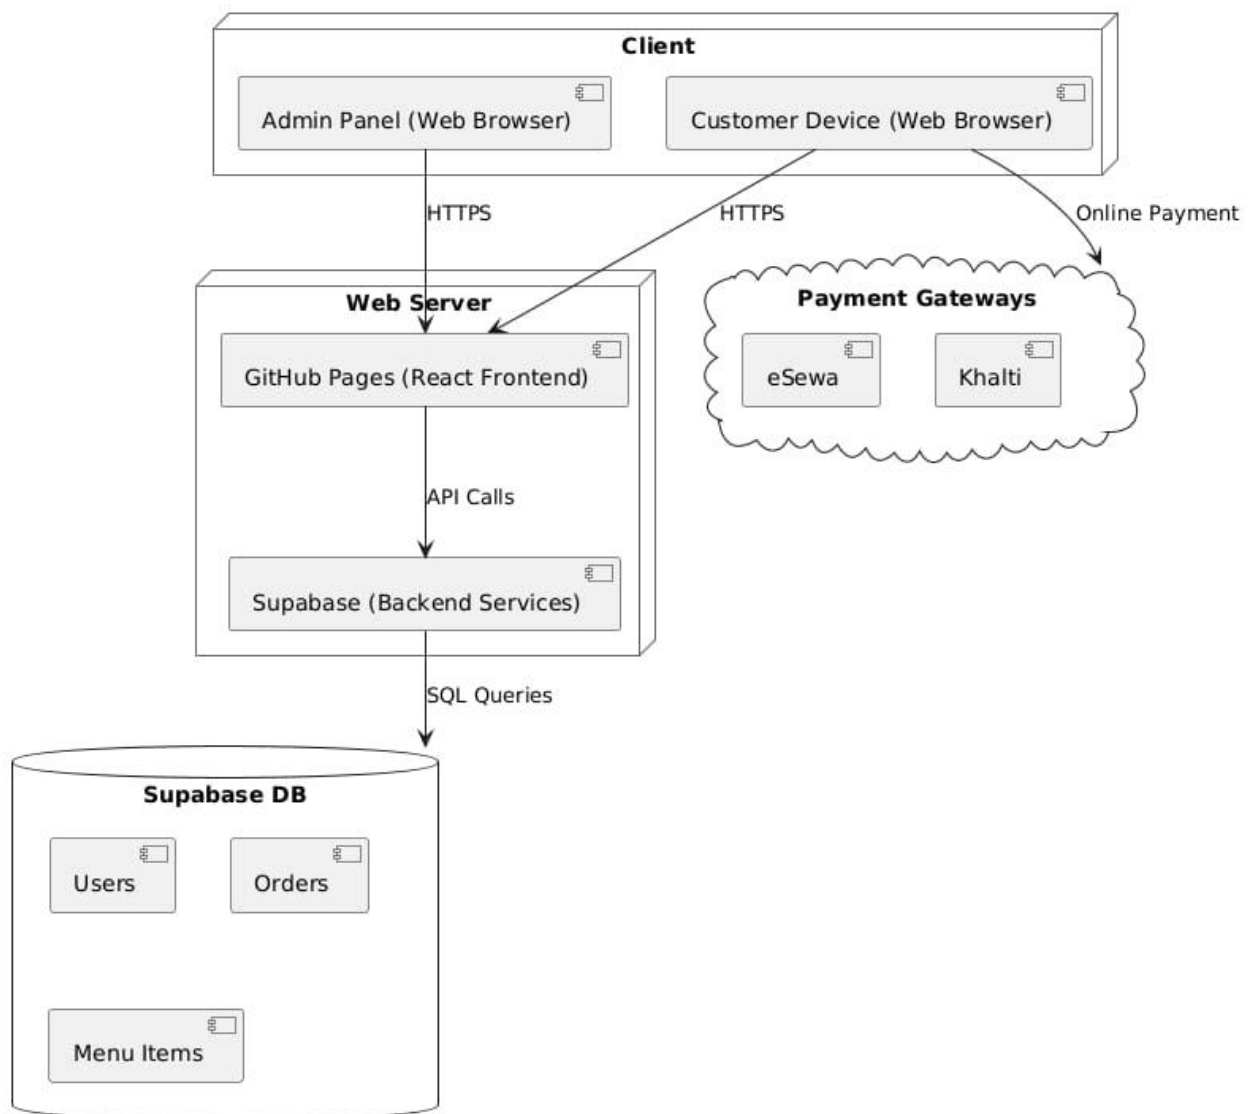 Client
Admin Panel (Web Browser)
Customer Device (Web Browser)
HTTPS
HTTPS
Online Payment
Web Server
Payment Gateways
GitHub Pages (React Frontend)
eSewa
Khalti
API Calls
Supabase (Backend Services)
SQL Queries
Supabase DB
Users
Orders
Menu Items